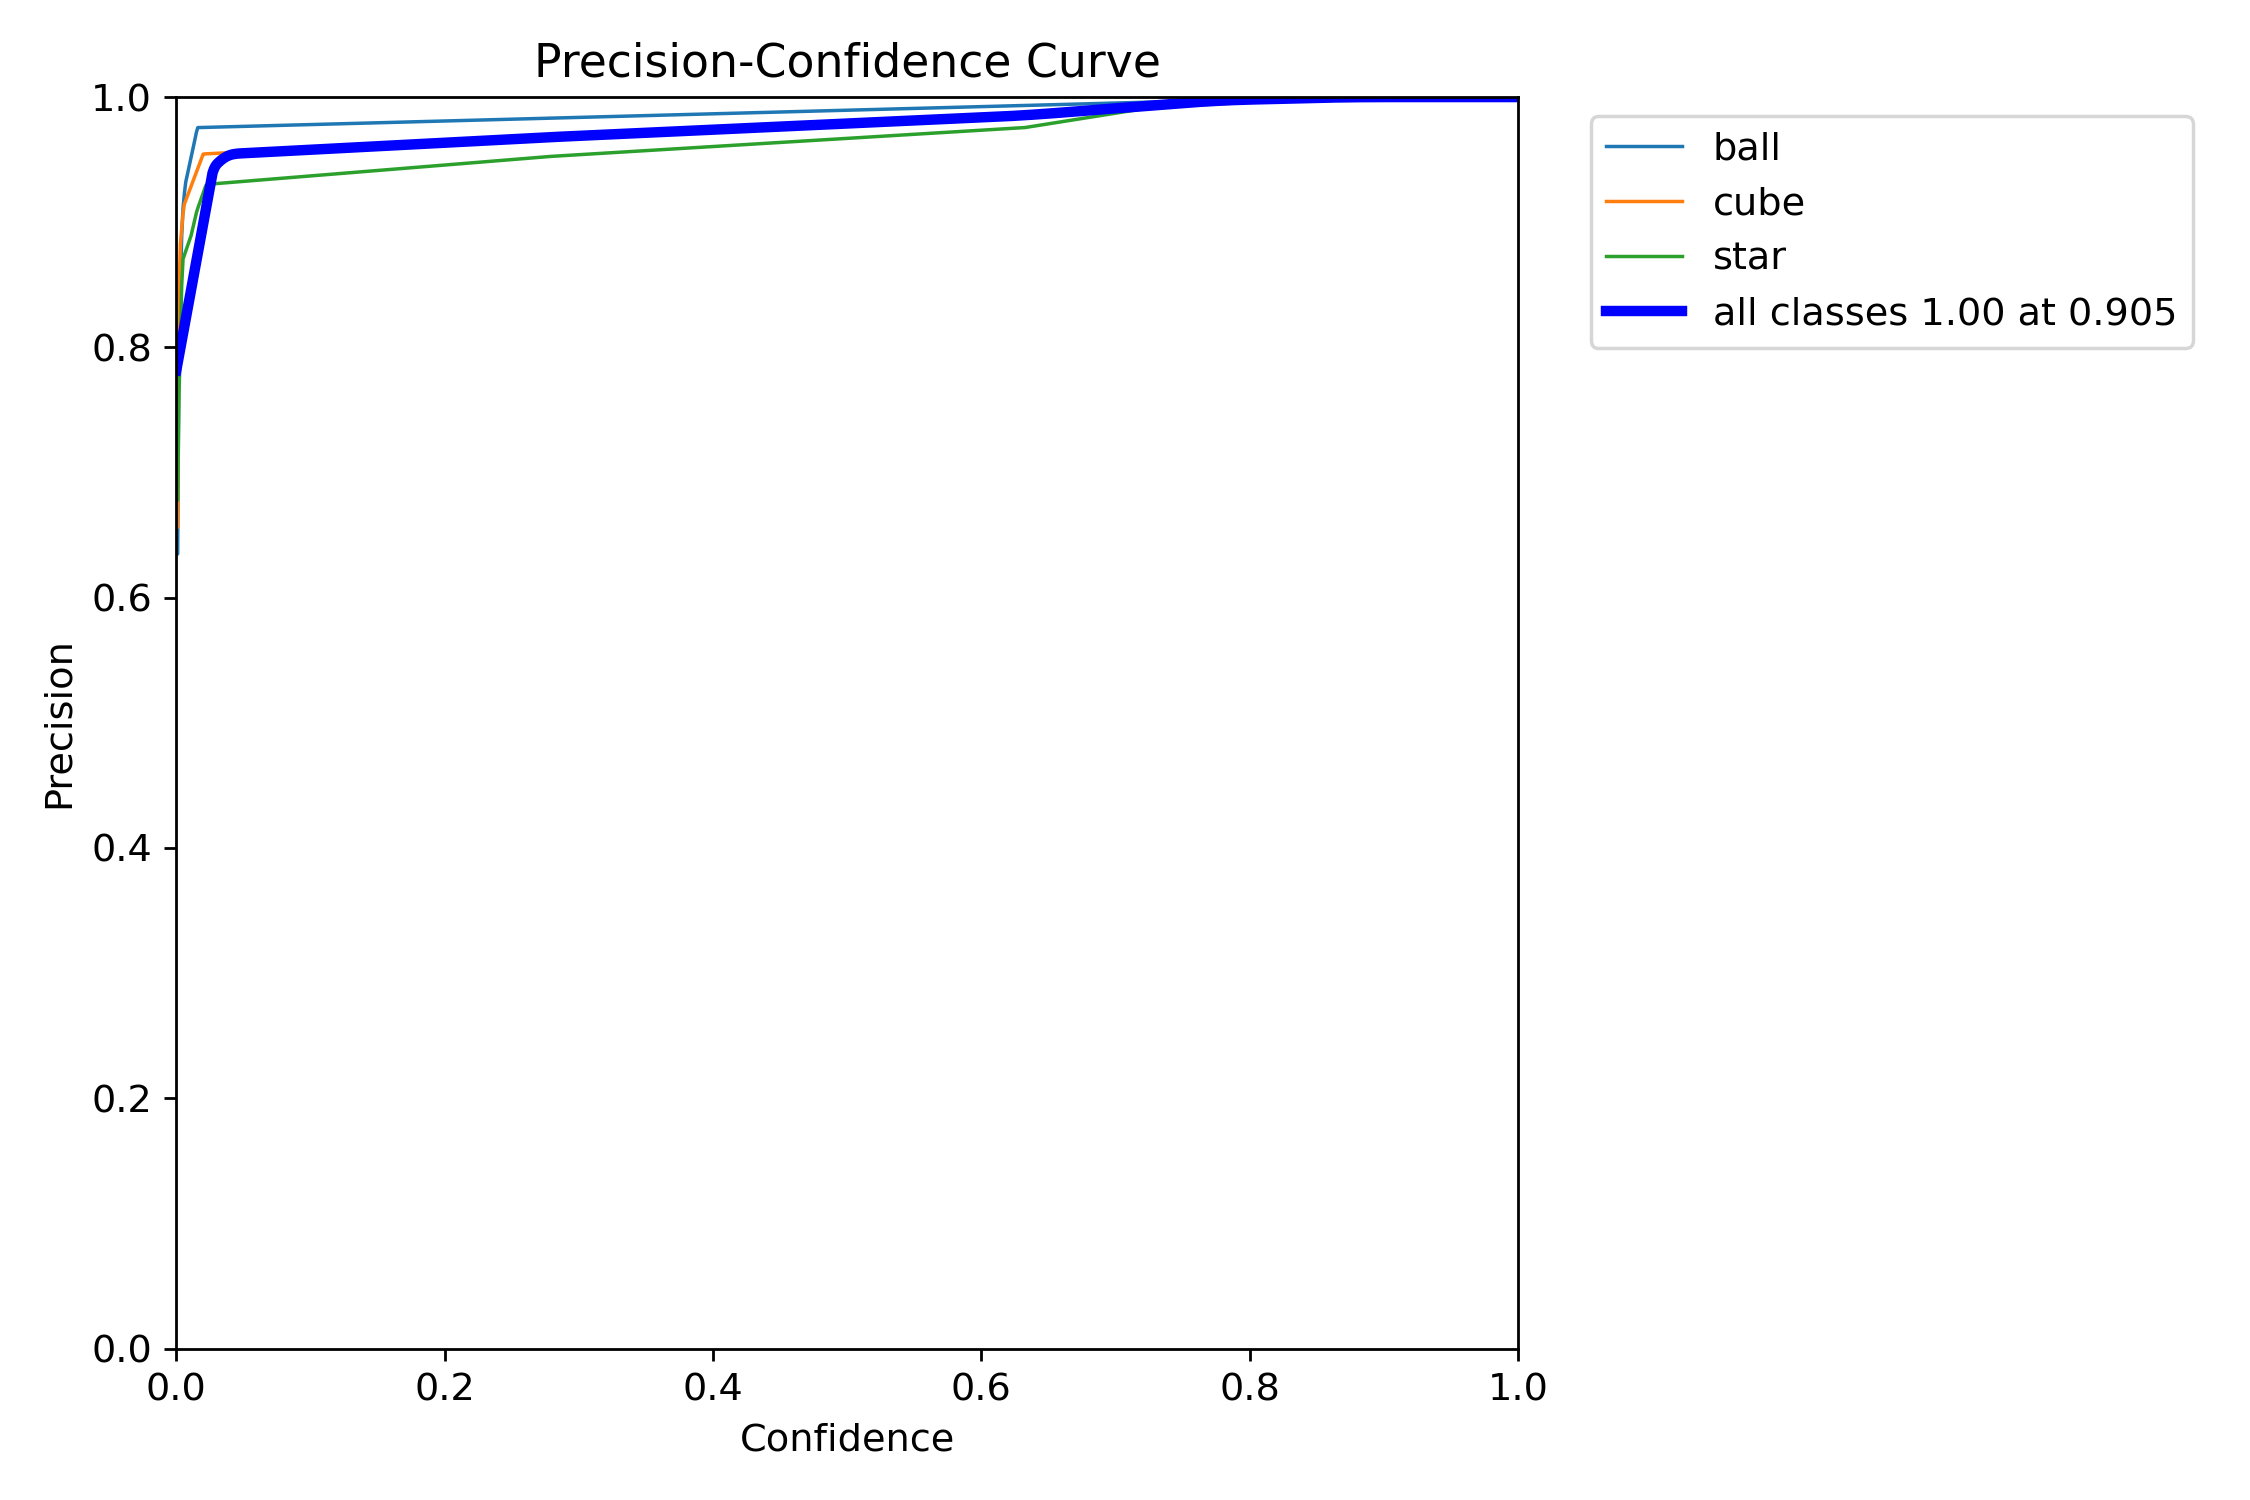 Precision-Confidence Curve
1.0
0.8
0.6
0.4
0.2
0.0
Precision
0.0 0.2 0.4 0.6 0.8 1.0
Confidence
ball
cube
star
all classes 1.00 at 0.905